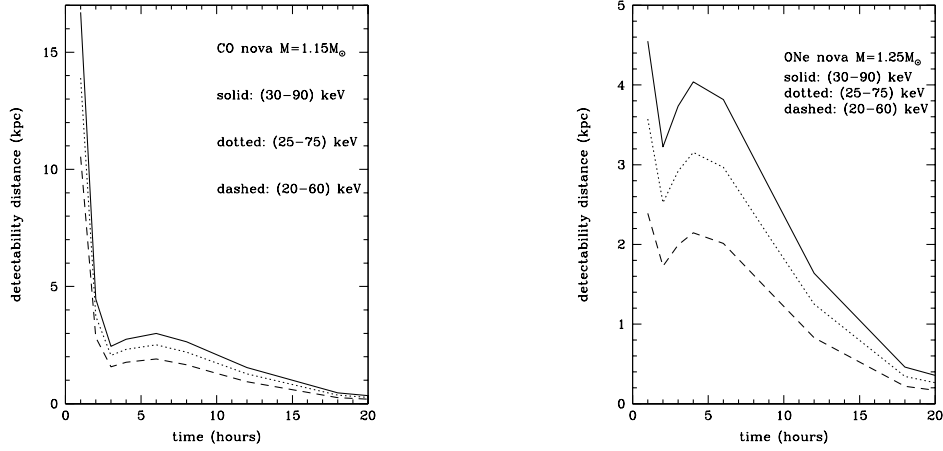 15
10
5
0
0
5
10
15
20
detectability distance (kpc)
time (hours)
CO nova M=1.15M⊙
solid: (30−90) keV
dotted: (25−75) keV
dashed: (20−60) keV
5
4
3
2
1
0
0
5
10
15
20
detectability distance (kpc)
time (hours)
ONe nova M=1.25M⊙
solid: (30−90) keV
dotted: (25−75) keV
dashed: (20−60) keV